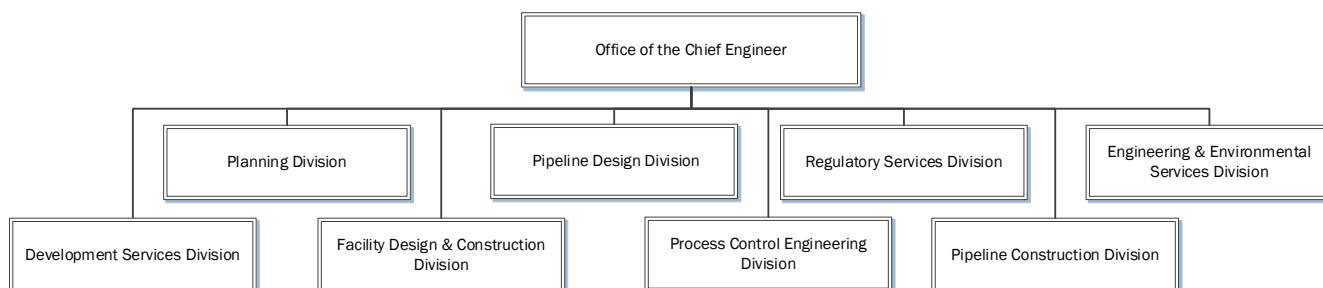 Office of the Chief Engineer
Planning Division
Pipeline Design Division
Regulatory Services Division
Engineering & Environmental
Services Division
Development Services Division
Facility Design & Construction
Division
Process Control Engineering
Division
Pipeline Construction Division